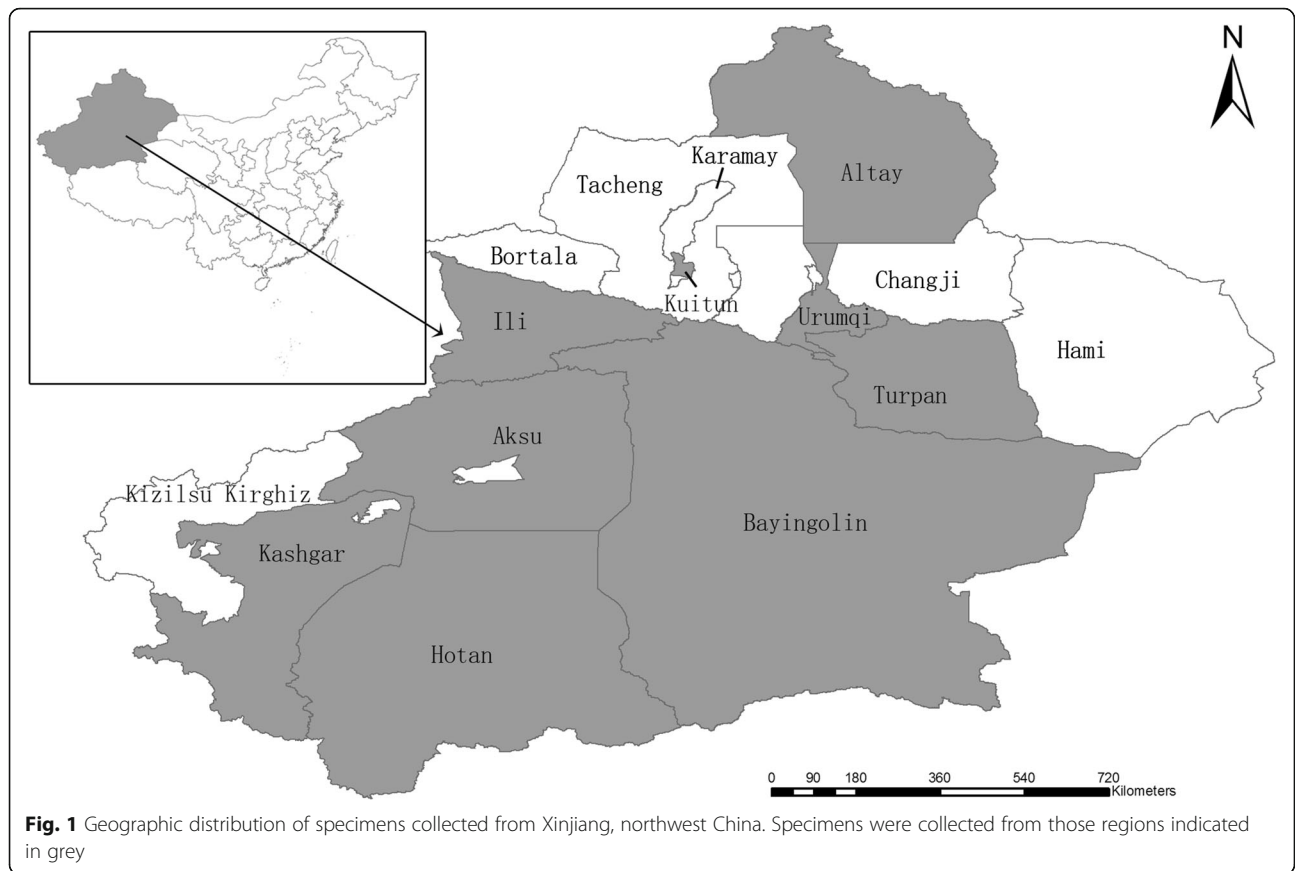 N
Karamay
Tacheng
Altay
Bortala
Changji
Kuitun
Ili
Urumqi
Hami
Turpan
Aksu
Kizilsu Kirghiz
Bayingolin
Kashgar
Hotan
0 90 180 360 540 720
Kilometers
Fig. 1 Geographic distribution of specimens collected from Xinjiang, northwest China. Specimens were collected from those regions indicated
in grey